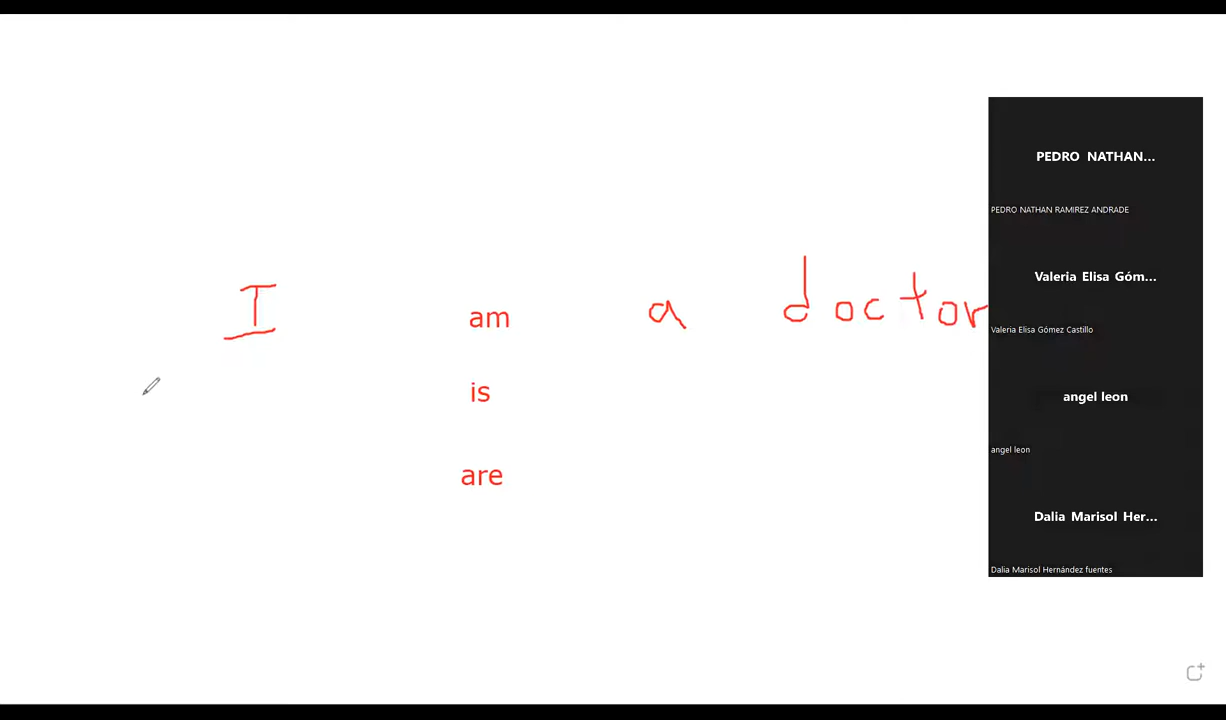 I am a doctor
is
are
PEDRO NATHAN...
PEDRO NATHAN RAMIREZ ANDRADE
Valeria Elisa Góm...
Valeria Elisa Gómez Castillo
angel leon
angel leon
Dalia Marisol Her...
Dalia Marisol Hernández fuentes